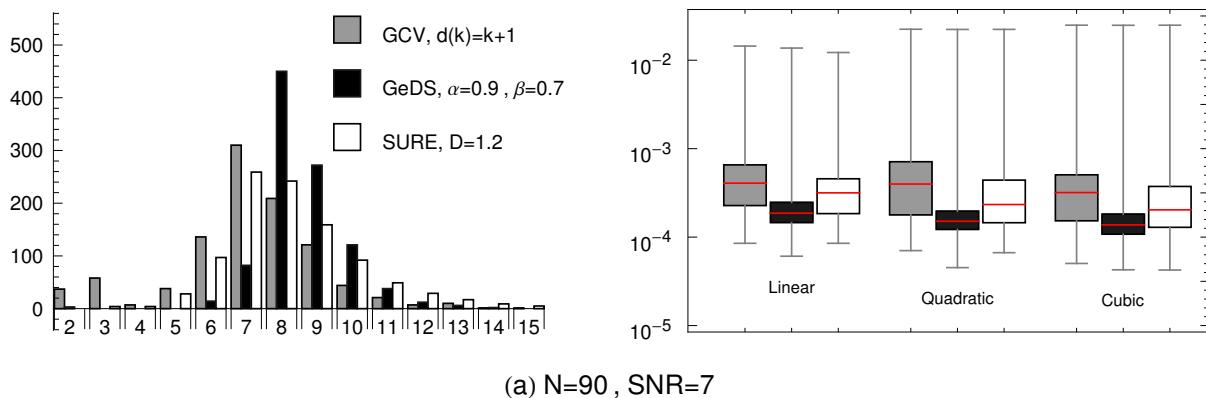 500
400
300
200
100
0
2 3 4 5 6 7 8 9 10 11 12 13 14 15
GCV, d(k)=k+1
GeDS, α=0.9 , β=0.7
SURE, D=1.2
10⁻²
10⁻³
10⁻⁴
10⁻⁵
Linear
Quadratic
Cubic
(a) N=90 , SNR=7